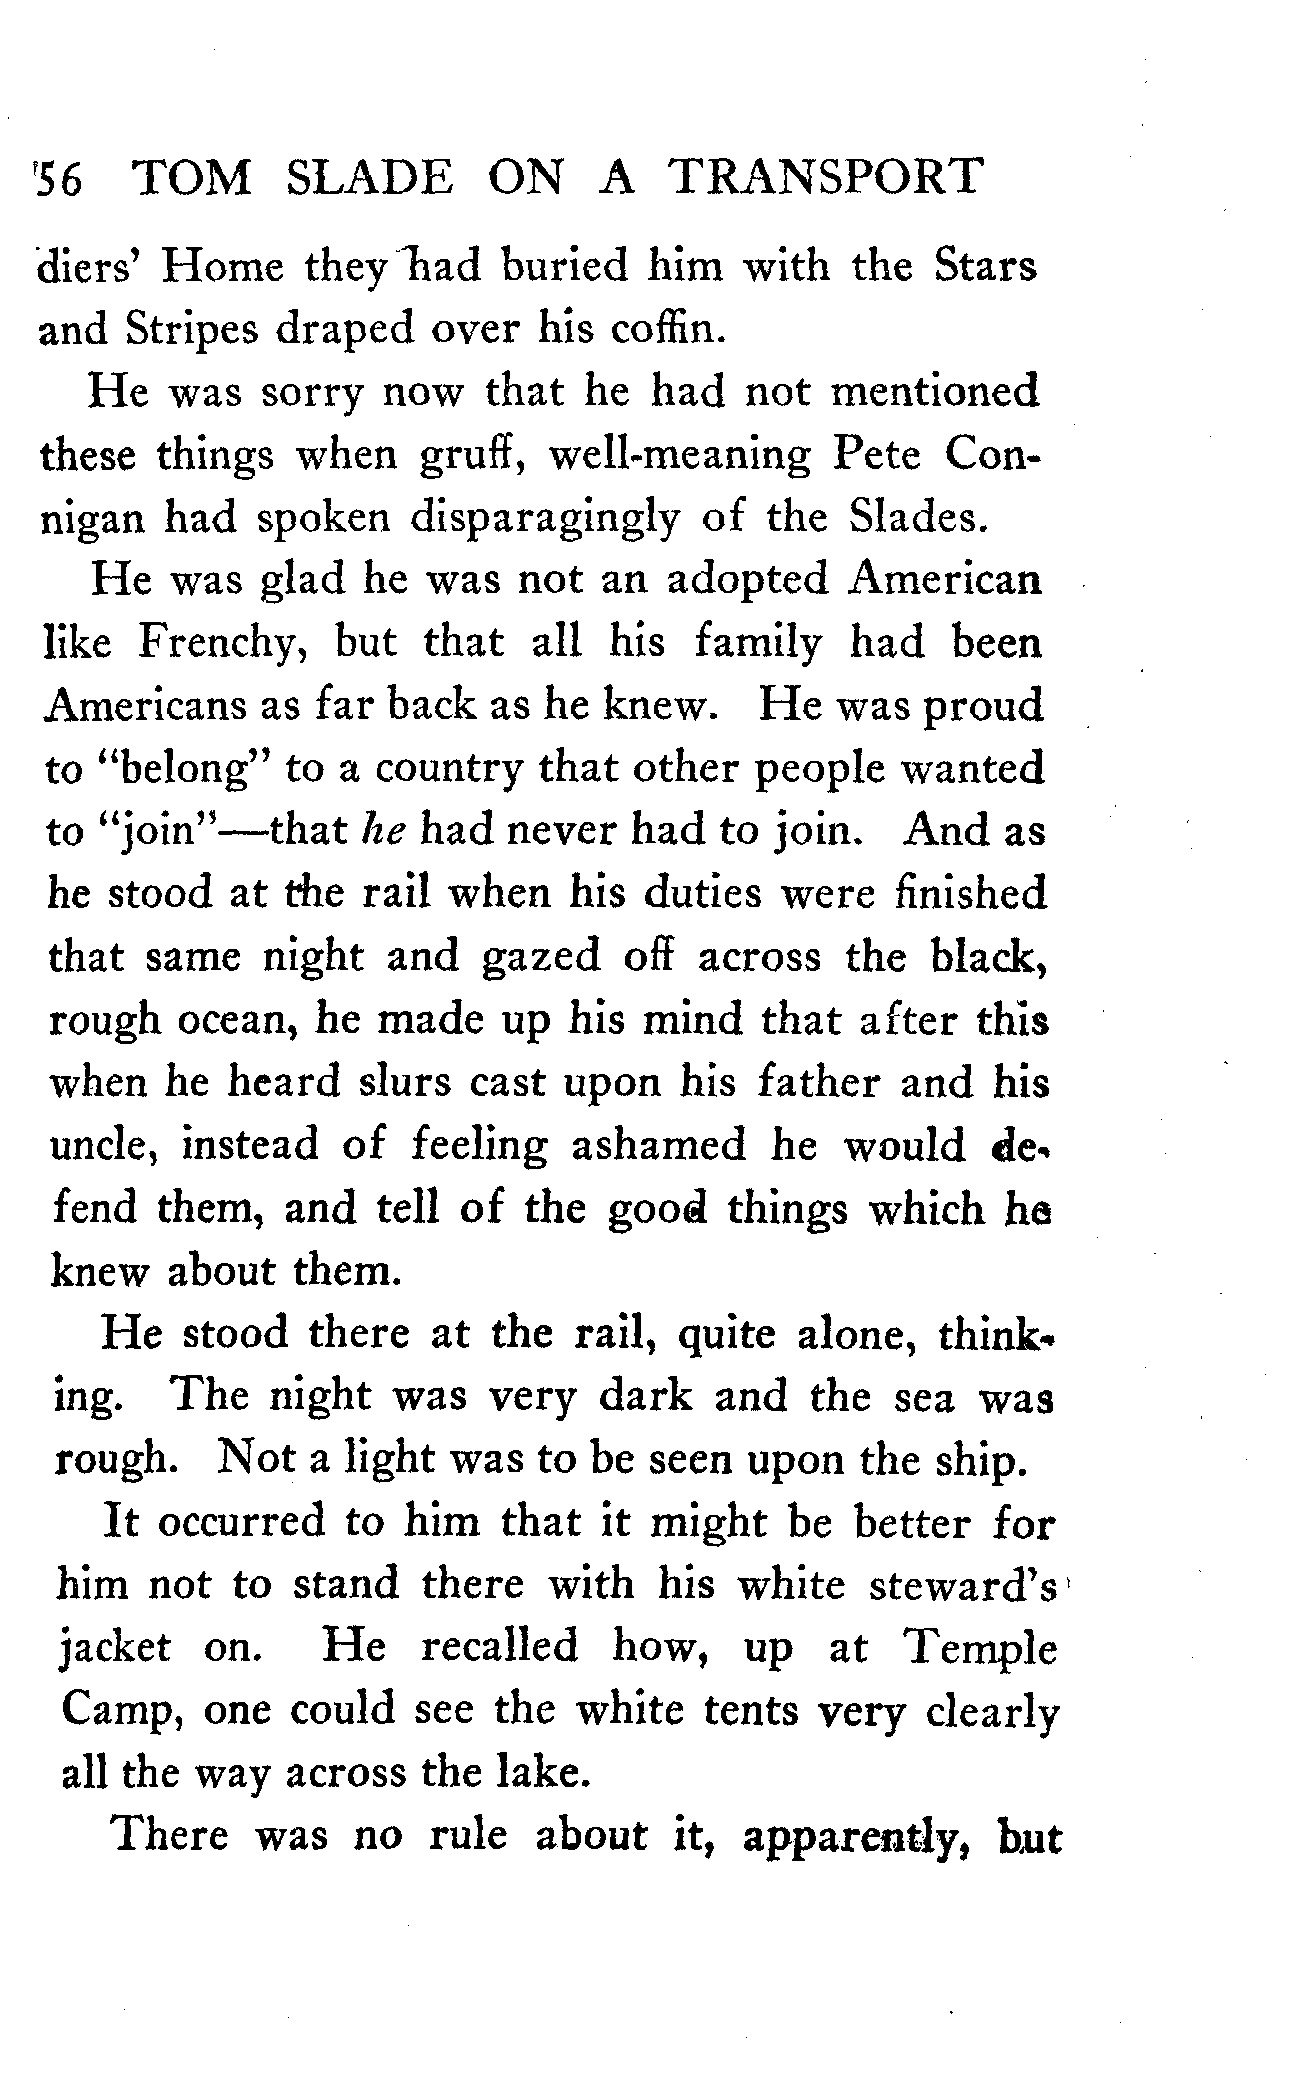 56 TOM SLADE ON A TRANSPORT
diers' Home they had buried him with the Stars
and Stripes draped over his coffin.
He was sorry now that he had not mentioned
these things when gruff, well-meaning Pete Con-
nigan had spoken disparagingly of the Slades.
He was glad he was not an adopted American
like Frenchy, but that all his family had been
Americans as far back as he knew. He was proud
to "belong" to a country that other people wanted
to "join"—that he had never had to join. And as
he stood at the rail when his duties were finished
that same night and gazed off across the black,
rough ocean, he made up his mind that after this
when he heard slurs cast upon his father and his
uncle, instead of feeling ashamed he would de-
fend them, and tell of the good things which he
knew about them.
He stood there at the rail, quite alone, think-
ing. The night was very dark and the sea was
rough. Not a light was to be seen upon the ship.
It occurred to him that it might be better for
him not to stand there with his white steward's
jacket on. He recalled how, up at Temple
Camp, one could see the white tents very clearly
all the way across the lake.
There was no rule about it, apparently, but